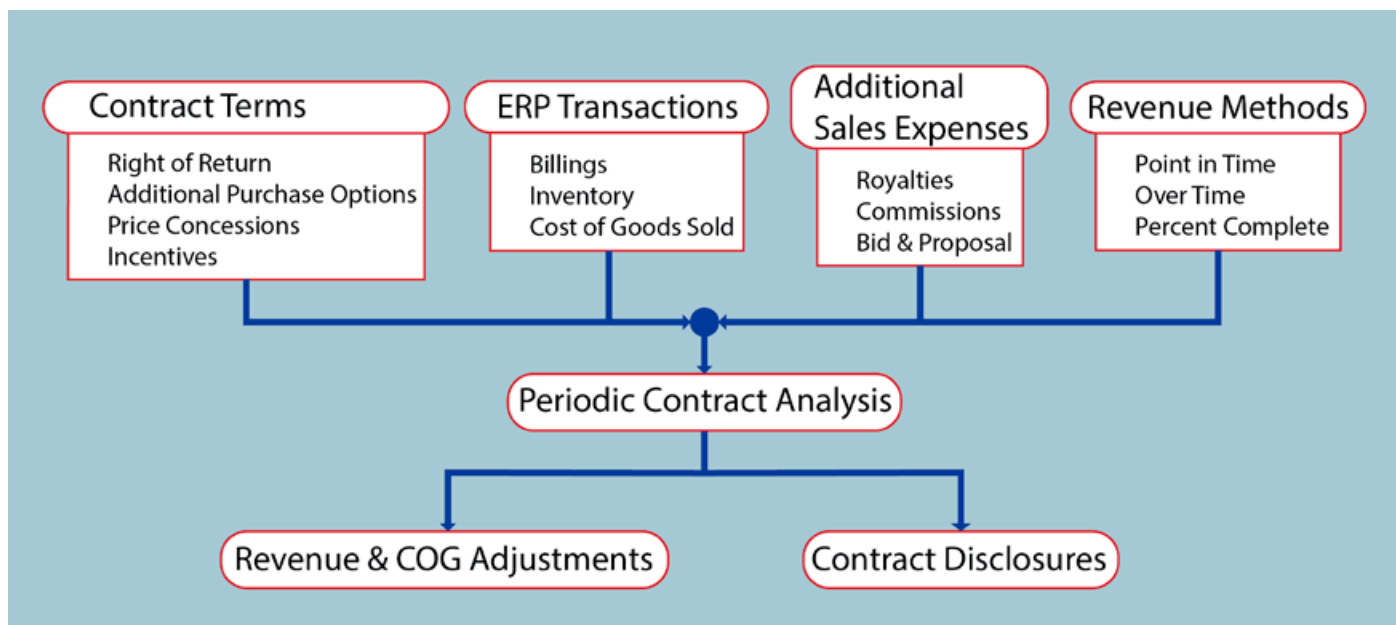 Contract Terms
Right of Return
Additional Purchase Options
Price Concessions
Incentives
ERP Transactions
Billings
Inventory
Cost of Goods Sold
Additional
Sales Expenses
Royalties
Commissions
Bid & Proposal
Revenue Methods
Point in Time
Over Time
Percent Complete
Periodic Contract Analysis
Revenue & COG Adjustments
Contract Disclosures